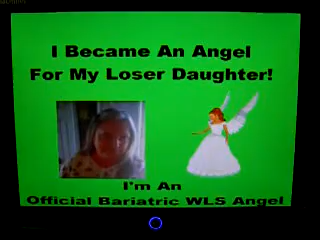 I Became An Angel
For My Loser Daughter!
I'm An
Official Bariatric WLS Angel